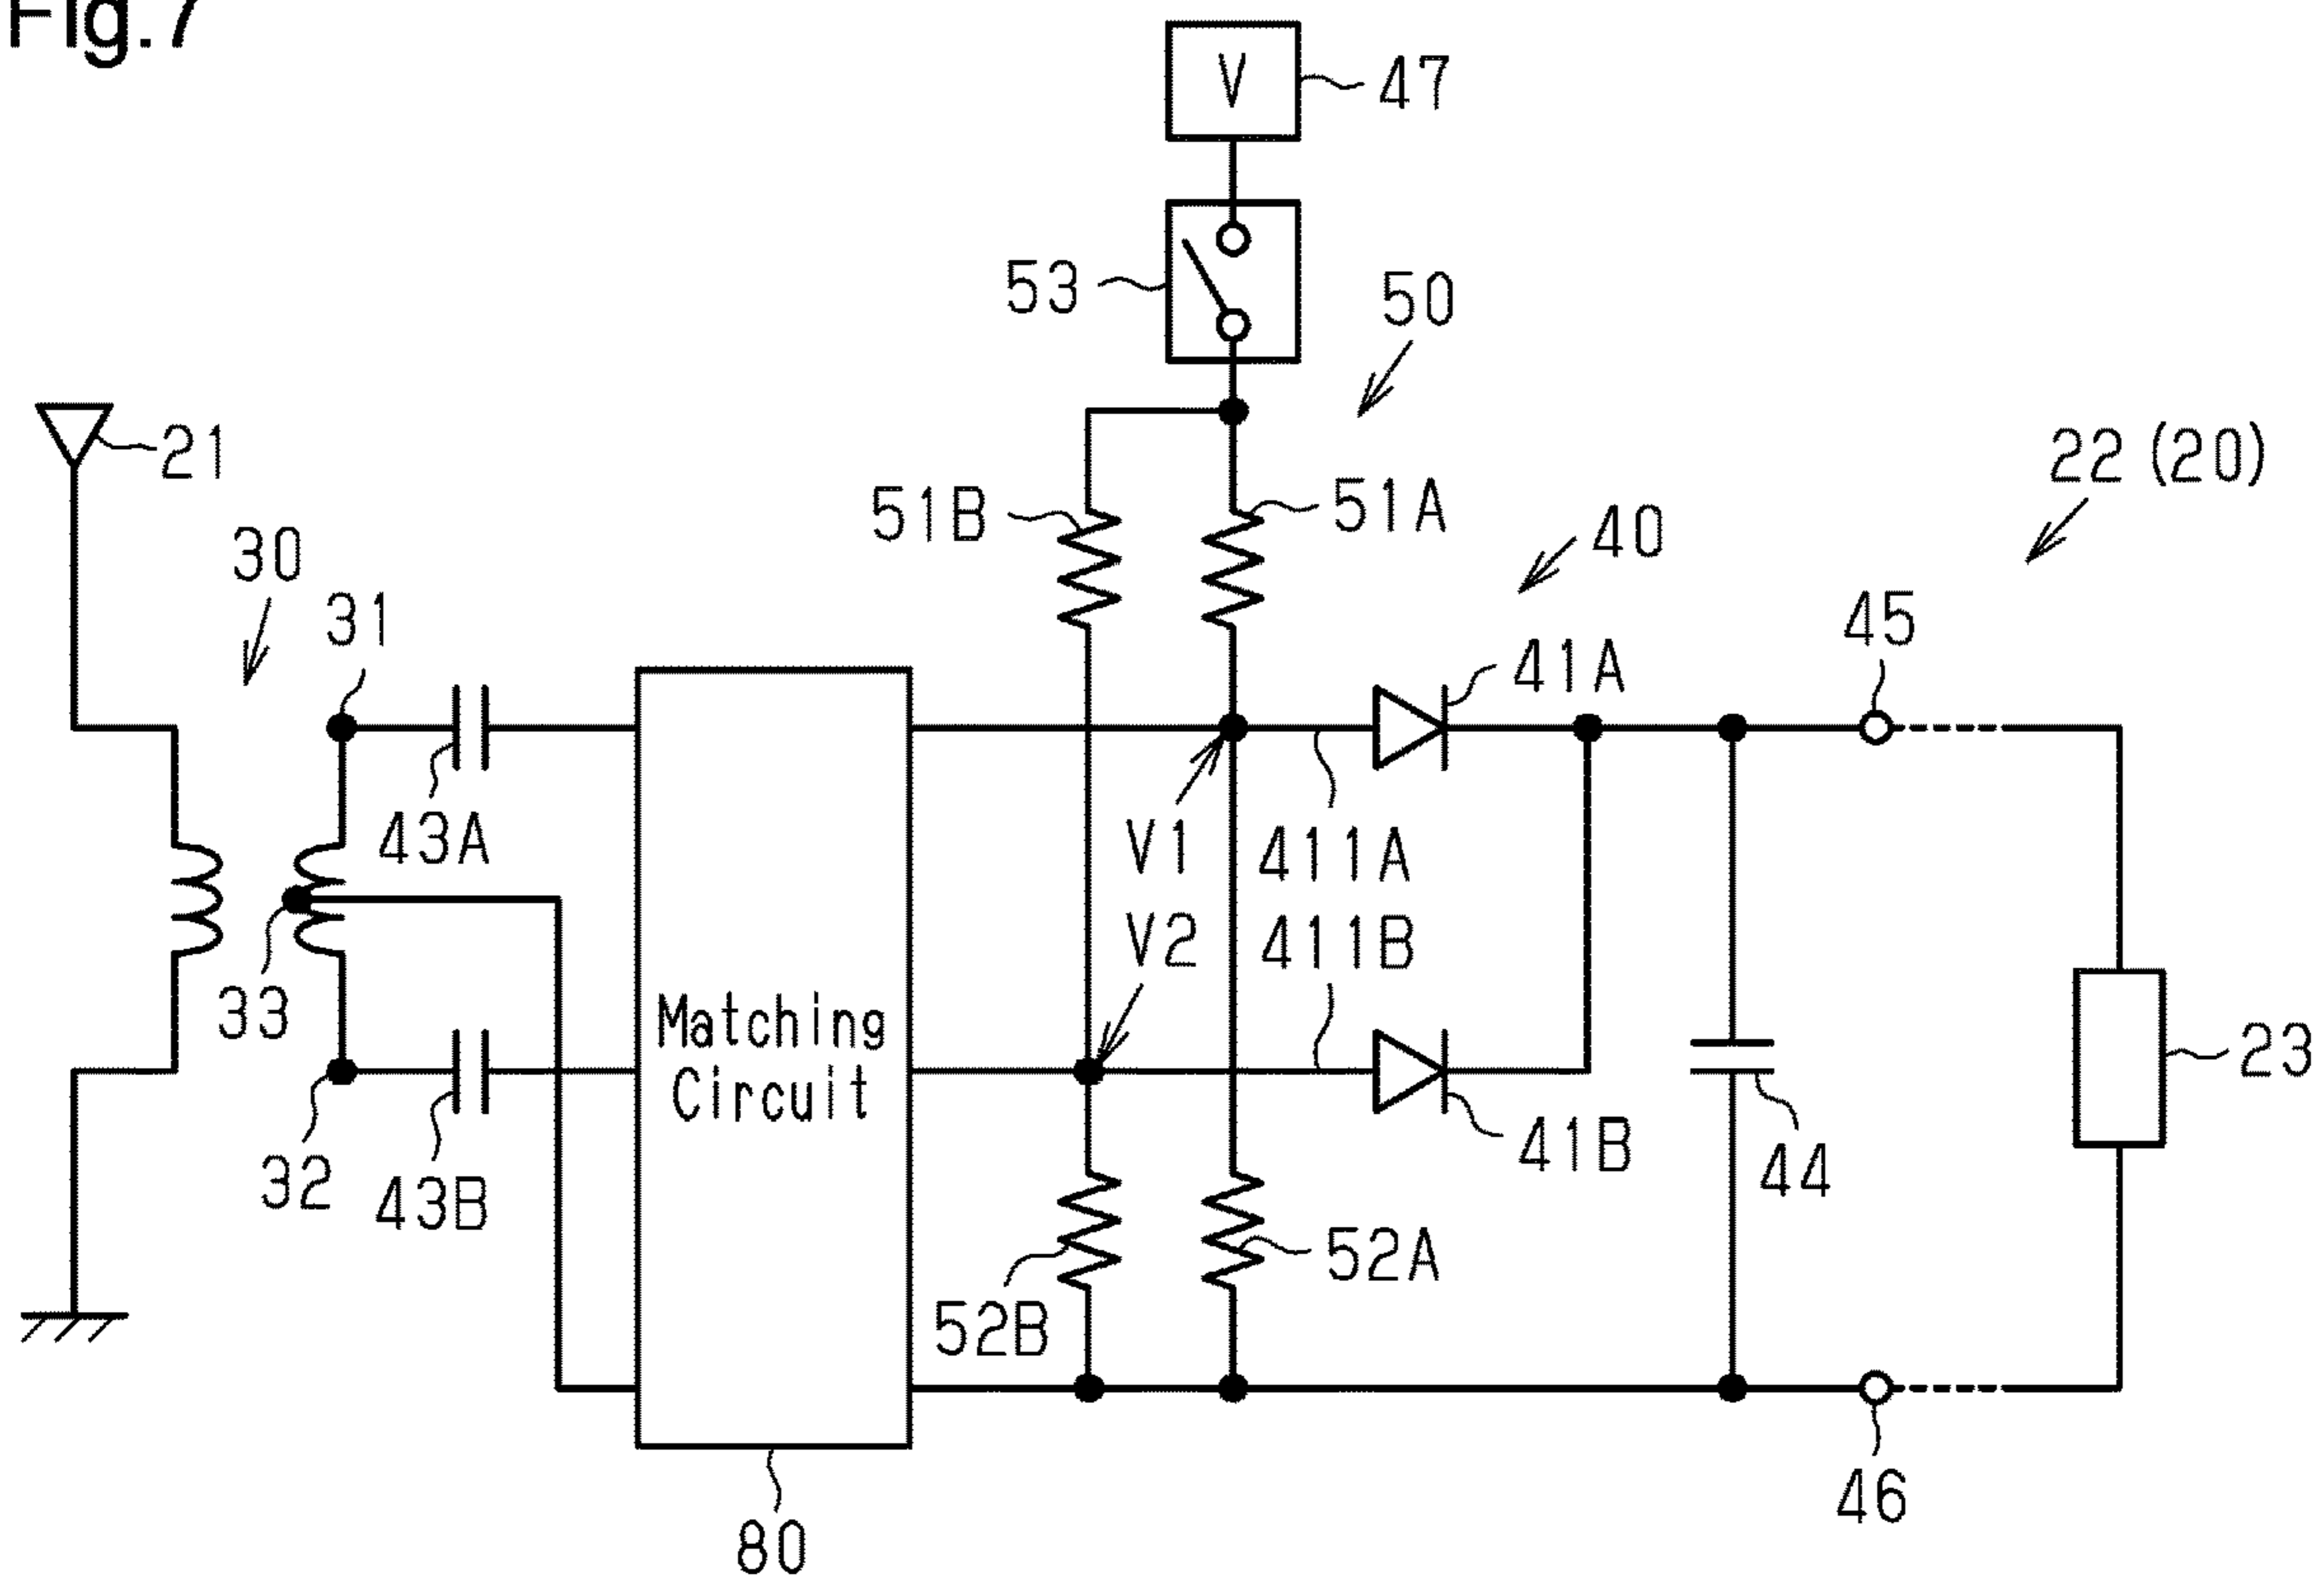 Fig.7
V
47
53
50
21
22 (20)
51B
51A
40
30
31
45
41A
43A
V1
411A
V2
411B
33
Matching
Circuit
23
32
43B
41B
44
52A
52B
46
80